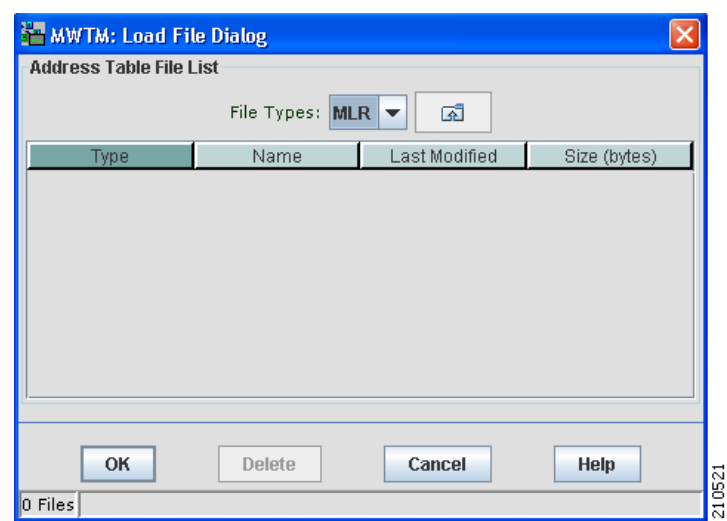 MWTM: Load File Dialog
Address Table File List
File Types: MLR
Type Name Last Modified Size (bytes)
OK Delete Cancel Help
0 Files
210521